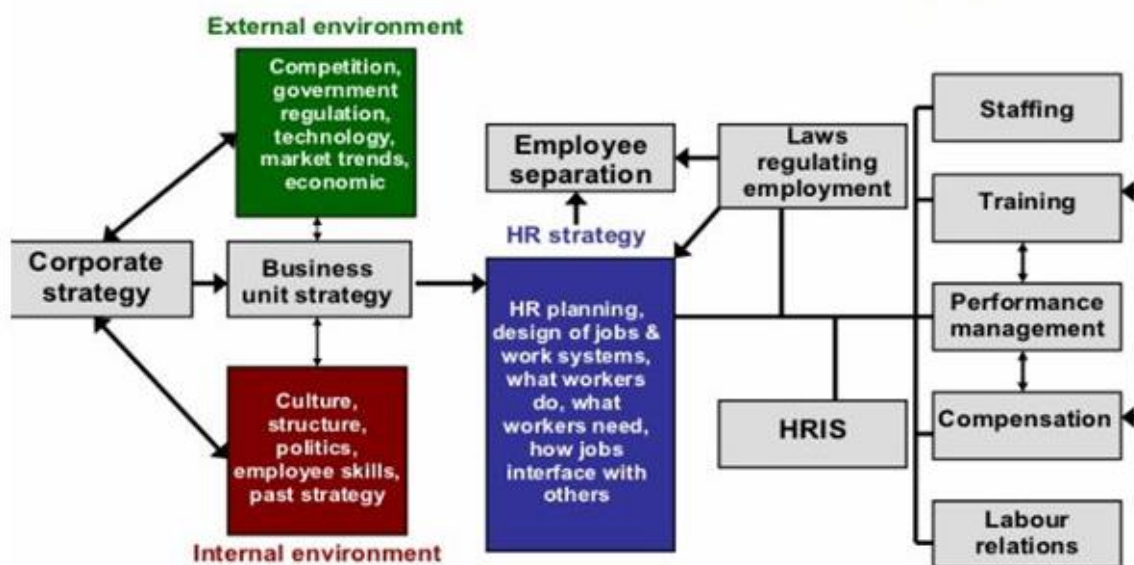 External environment
Competition,
government
regulation,
technology,
market trends,
economic
Corporate
strategy
Business
unit strategy
Culture,
structure,
politics,
employee skills,
past strategy
Internal environment
Employee
separation
HR strategy
HR planning,
design of jobs &
work systems,
what workers
do, what
workers need,
how jobs
interface with
others
Laws
regulating
employment
HRIS
Staffing
Training
Performance
management
Compensation
Labour
relations